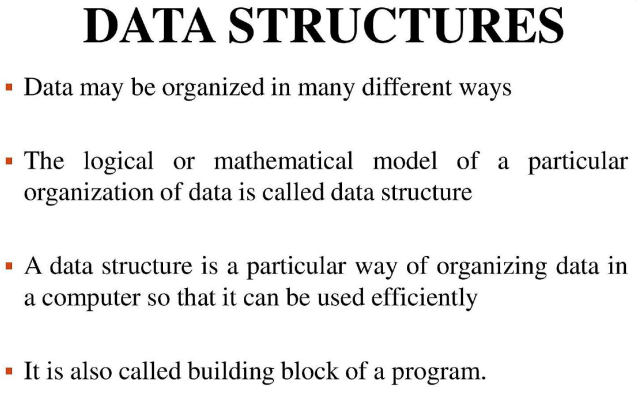 DATA STRUCTURES
Data may be organized in many different ways
The logical or mathematical model of a particular
organization of data is called data structure
A data structure is a particular way of organizing data in
a computer so that it can be used efficiently
It is also called building block of a program.